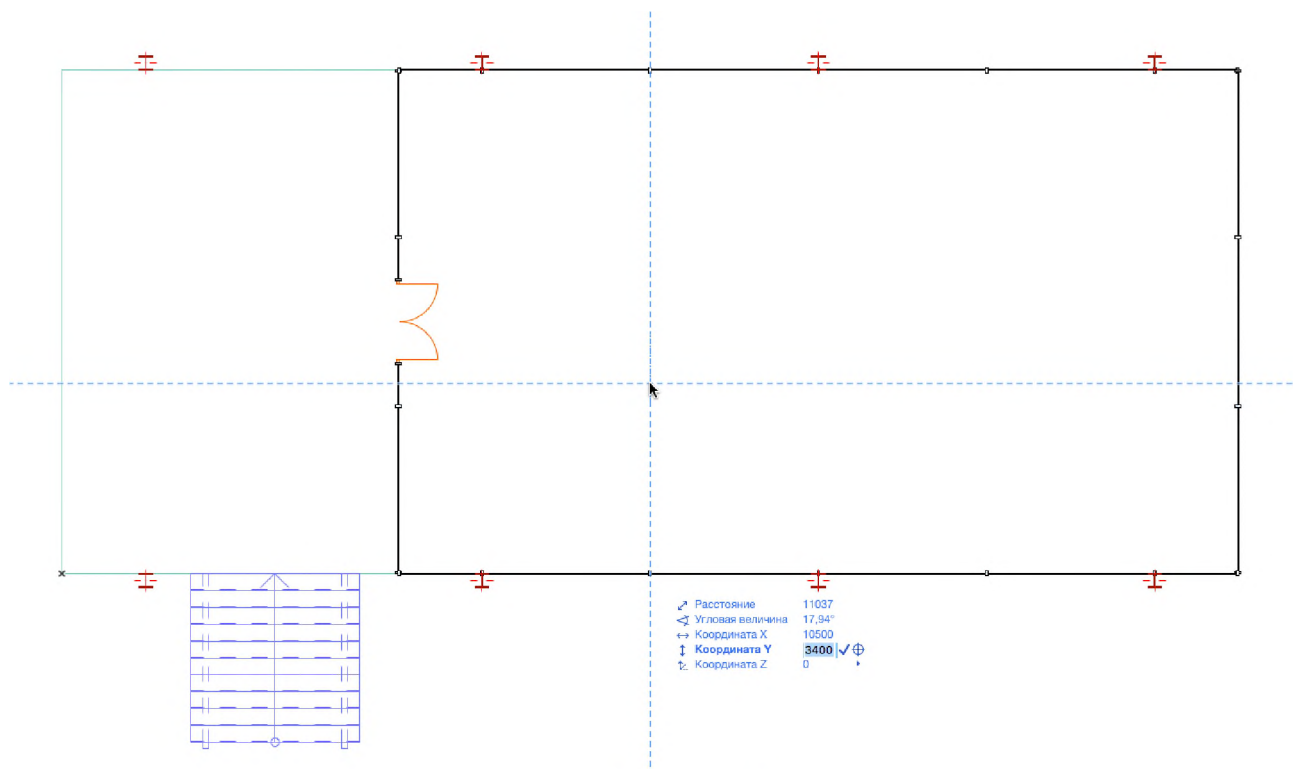 Расстояние 11037
Угловая величина 17,94°
Координата X 10500
Координата Y 3400
Координата Z 0